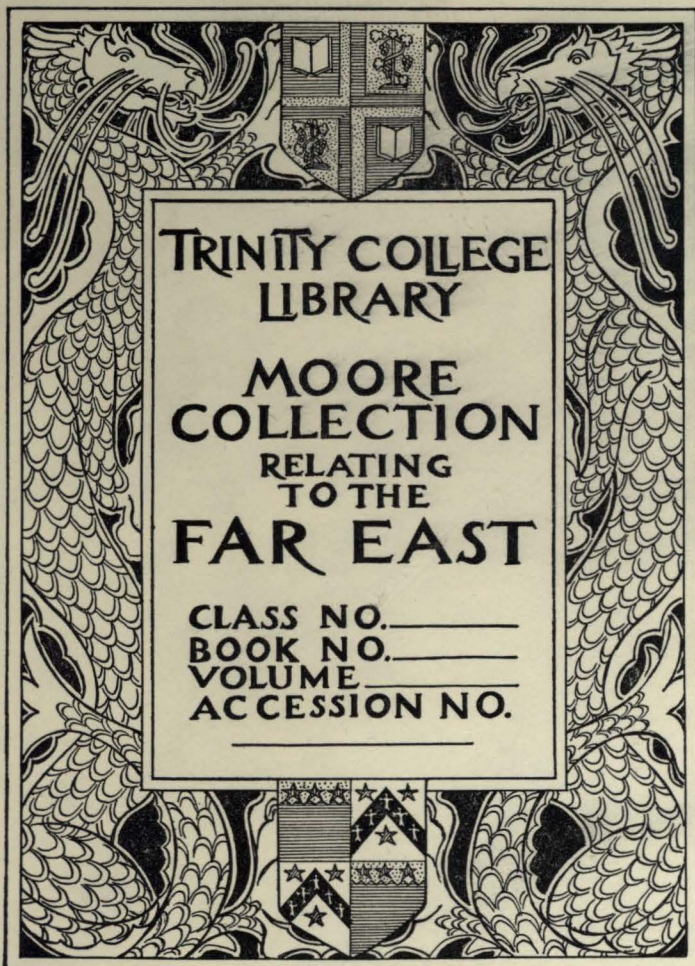 TRINITY COLLEGE
LIBRARY
MOORE
COLLECTION
RELATING
TO THE
FAR EAST
CLASS NO.
BOOK NO.
VOLUME
ACCESSION NO.